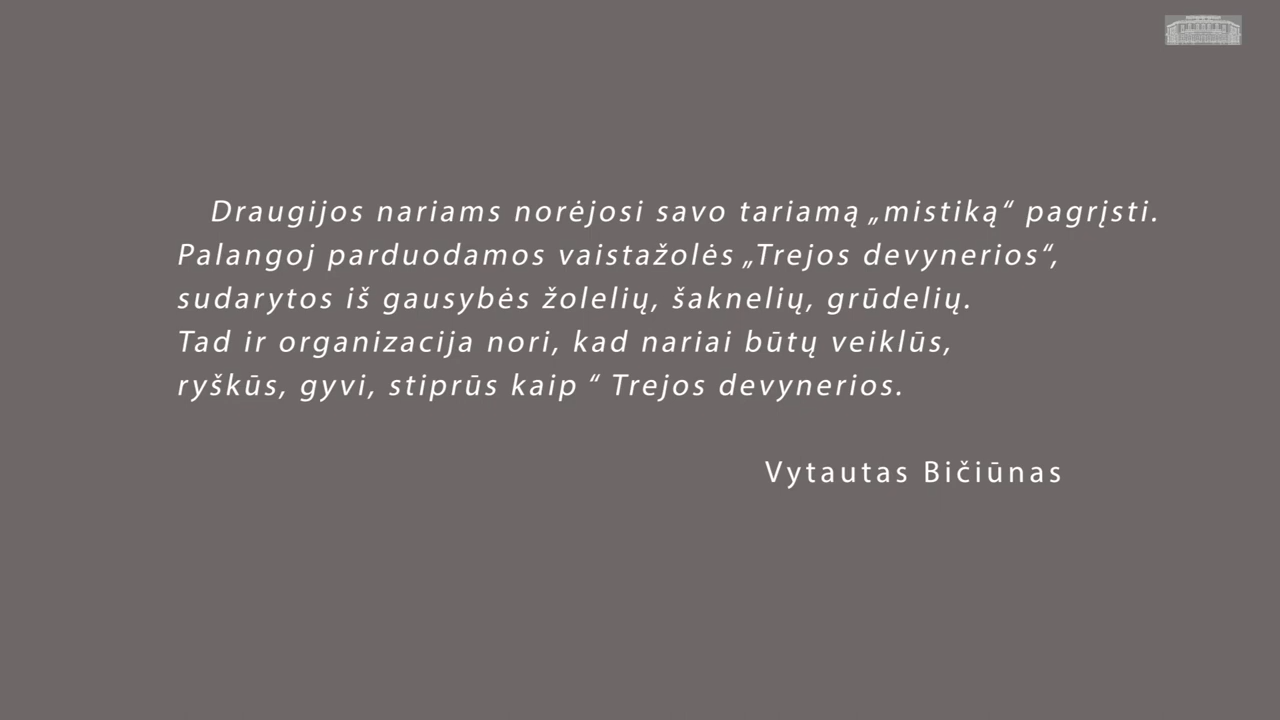 Draugijos nariams norėjosi savo tariamą „mistiką“ pagrįsti.
Palangoj parduodamos vaistažolės „Trejos devynerios“,
sudarytos iš gausybės žolelių, šaknelių, grūdelių.
Tad ir organizacija nori, kad nariai būtų veiklūs,
ryškūs, gyvi, stiprūs kaip “ Trejos devynerios.
Vytautas Bičiūnas